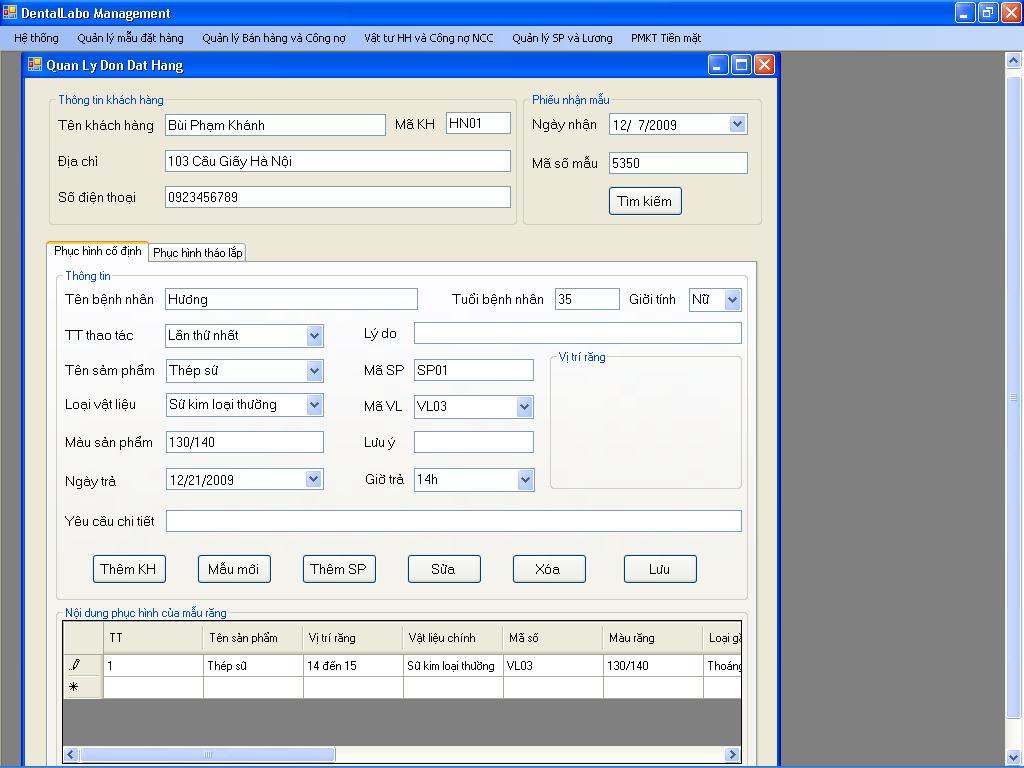 DentalLabo Management
Hệ thống Quản lý mẫu đặt hàng Quản lý Bán hàng và Công nợ Vật tư HH và Công nợ NCC Quản lý SP và Lương PMKT Tiền mặt
Quan Ly Don Dat Hang
Thông tin khách hàng
Tên khách hàng Bùi Phạm Khánh Mã KH HN01
Địa chỉ 103 Cầu Giấy Hà Nội
Số điện thoại 0923456789
Phiếu nhận mẫu
Ngày nhận 12/ 7/2009
Mã số mẫu 5350
Tìm kiếm
Phục hình cố định Phục hình tháo lắp
Thông tin
Tên bệnh nhân Hương Tuổi bệnh nhân 35 Giới tính Nữ
TT thao tác Lần thứ nhất Lý do
Tên sảm phẩm Thép sứ Mã SP SP01 Vị trí răng
Loại vật liệu Sứ kim loại thường Mã VL VL03
Màu sản phẩm 130/140 Lưu ý
Ngày trả 12/21/2009 Giờ trả 14h
Yêu cầu chi tiết
Thêm KH Mẫu mới Thêm SP Sửa Xóa Lưu
Nội dung phục hình của mẫu răng
TT Tên sản phẩm Vị trí răng Vật liệu chính Mã số Màu răng Loại
1 Thép sứ 14 đến 15 Sứ kim loại thường VL03 130/140 Thoáng